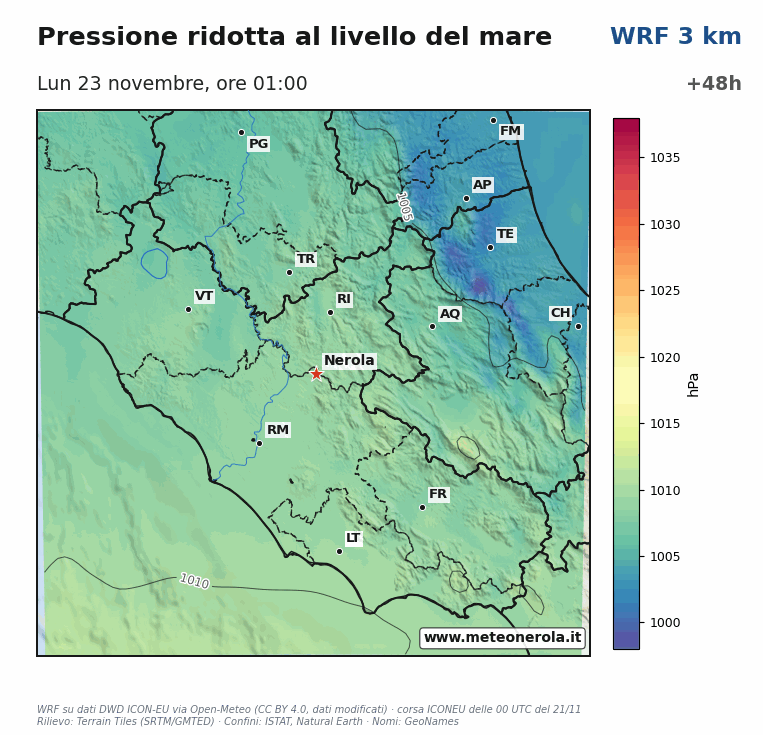 Pressione ridotta al livello del mare
WRF 3 km
Lun 23 novembre, ore 01:00
+48h
FM
PG
1035
AP
1005
TE
1030
TR
VT
RI
1025
AQ
CH
1020
Nerola
hPa
1015
RM
1010
FR
LT
1005
1010
1000
www.meteonerola.it
WRF su dati DWD ICON-EU via Open-Meteo (CC BY 4.0, dati modificati) · corsa ICONEU delle 00 UTC del 21/11
Rilievo: Terrain Tiles (SRTM/GMTED) · Confini: ISTAT, Natural Earth · Nomi: GeoNames